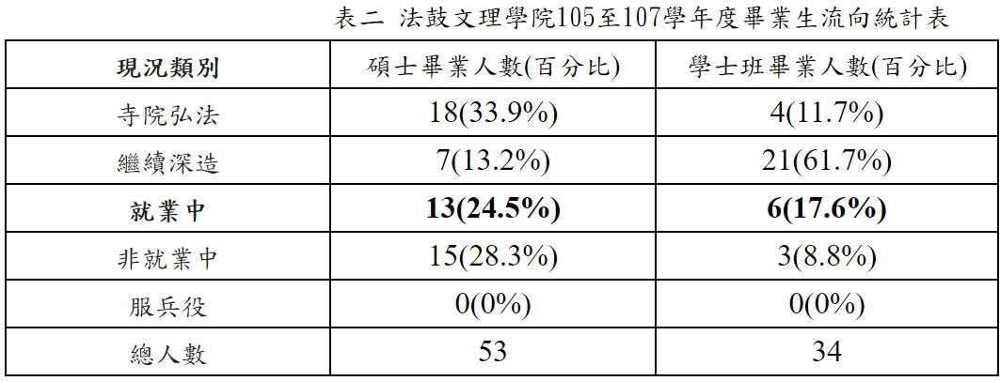 表二 法鼓文理學院105至107學年度畢業生流向統計表
現況類別 碩士畢業人數(百分比) 學士班畢業人數(百分比)
寺院弘法 18(33.9%) 4(11.7%)
繼續深造 7(13.2%) 21(61.7%)
就業中 13(24.5%) 6(17.6%)
非就業中 15(28.3%) 3(8.8%)
服兵役 0(0%) 0(0%)
總人數 53 34